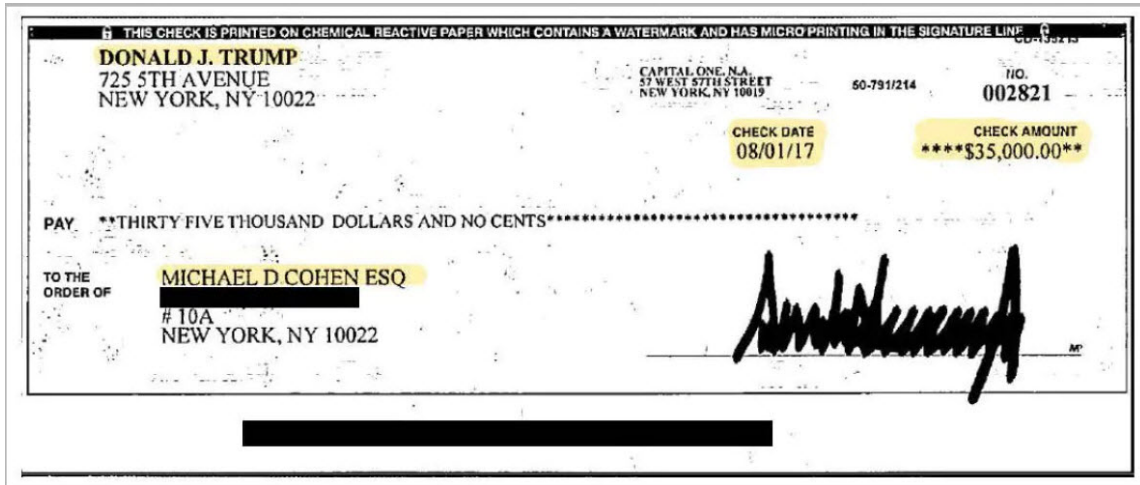 THIS CHECK IS PRINTED ON CHEMICAL REACTIVE PAPER WHICH CONTAINS A WATERMARK AND HAS MICRO PRINTING IN THE SIGNATURE LINE
DONALD J. TRUMP
725 5TH AVENUE
NEW YORK, NY 10022
CAPITAL ONE, N.A.
57 WEST 57TH STREET
NEW YORK, NY 10019
50-791/214
NO.
002821
CHECK DATE
08/01/17
CHECK AMOUNT
****$35,000.00**
PAY **THIRTY FIVE THOUSAND DOLLARS AND NO CENTS************************************
TO THE
ORDER OF
MICHAEL D COHEN ESQ
# 10A
NEW YORK, NY 10022
MP